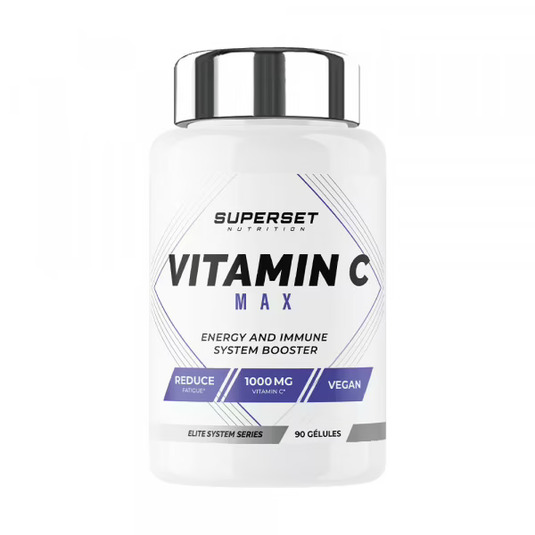 SUPERSET
NUTRITION
VITAMIN C
MAX
ENERGY AND IMMUNE
SYSTEM BOOSTER
REDUCE 1000 MG VEGAN
FATIGUE* VITAMIN C*
ELITE SYSTEM SERIES 90 GÉLULES